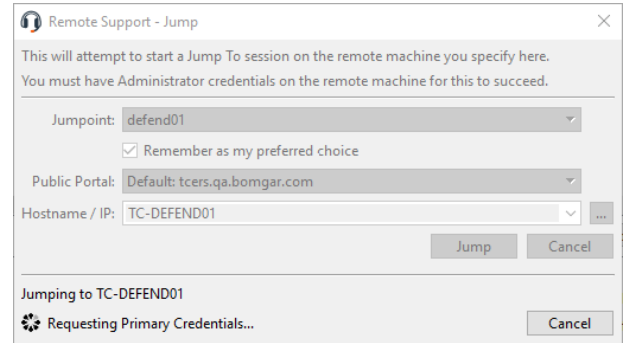 Remote Support - Jump
This will attempt to start a Jump To session on the remote machine you specify here.
You must have Administrator credentials on the remote machine for this to succeed.
Jumpoint: defend01
Remember as my preferred choice
Public Portal: Default: tcers.qa.bomgar.com
Hostname / IP: TC-DEFEND01 ...
Jump Cancel
Jumping to TC-DEFEND01
Requesting Primary Credentials... Cancel